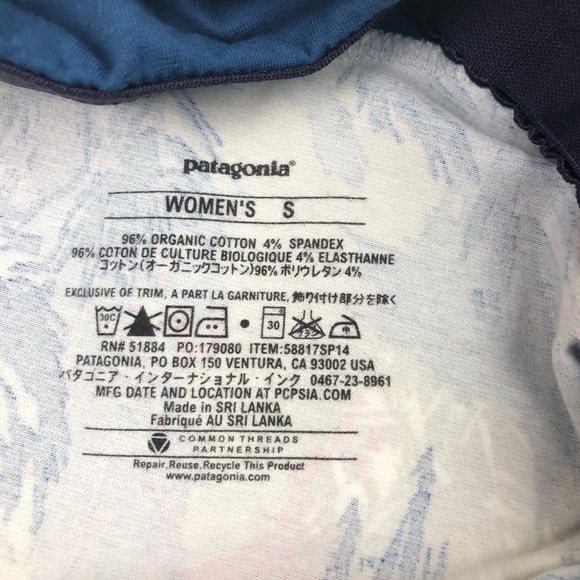 patagonia®
WOMEN'S S
96% ORGANIC COTTON 4% SPANDEX
96% COTON DE CULTURE BIOLOGIQUE 4% ELASTHANNE
コットン(オーガニックコットン)96% ポリウレタン 4%
EXCLUSIVE OF TRIM, A PART LA GARNITURE, 飾り付け部分を除く
30C 30
RN# 51884 PO:179080 ITEM:58817SP14
PATAGONIA, PO BOX 150 VENTURA, CA 93002 USA
パタゴニア・インターナショナル・インク 0467-23-8961
MFG DATE AND LOCATION AT PCPSIA.COM
Made in SRI LANKA
Fabriqué AU SRI LANKA
COMMON THREADS
PARTNERSHIP
Repair,Reuse,Recycle This Product
www.patagonia.com